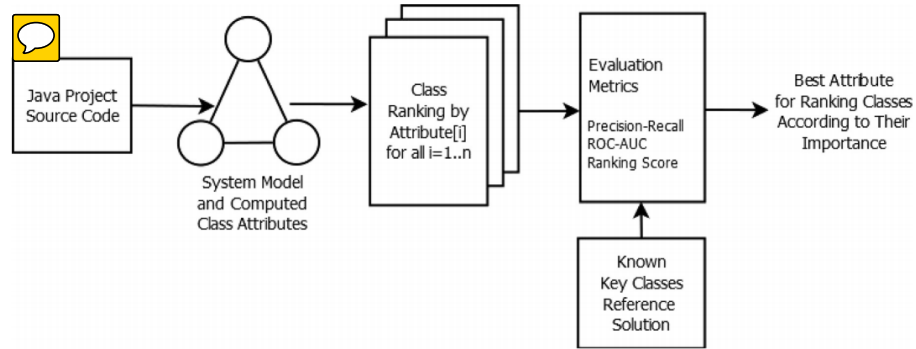 Java Project
Source Code
System Model
and Computed
Class Attributes
Class
Ranking by
Attribute[i]
for all i=1..n
Evaluation
Metrics
Precision-Recall
ROC-AUC
Ranking Score
Known
Key Classes
Reference
Solution
Best Attribute
for Ranking Classes
According to Their
Importance